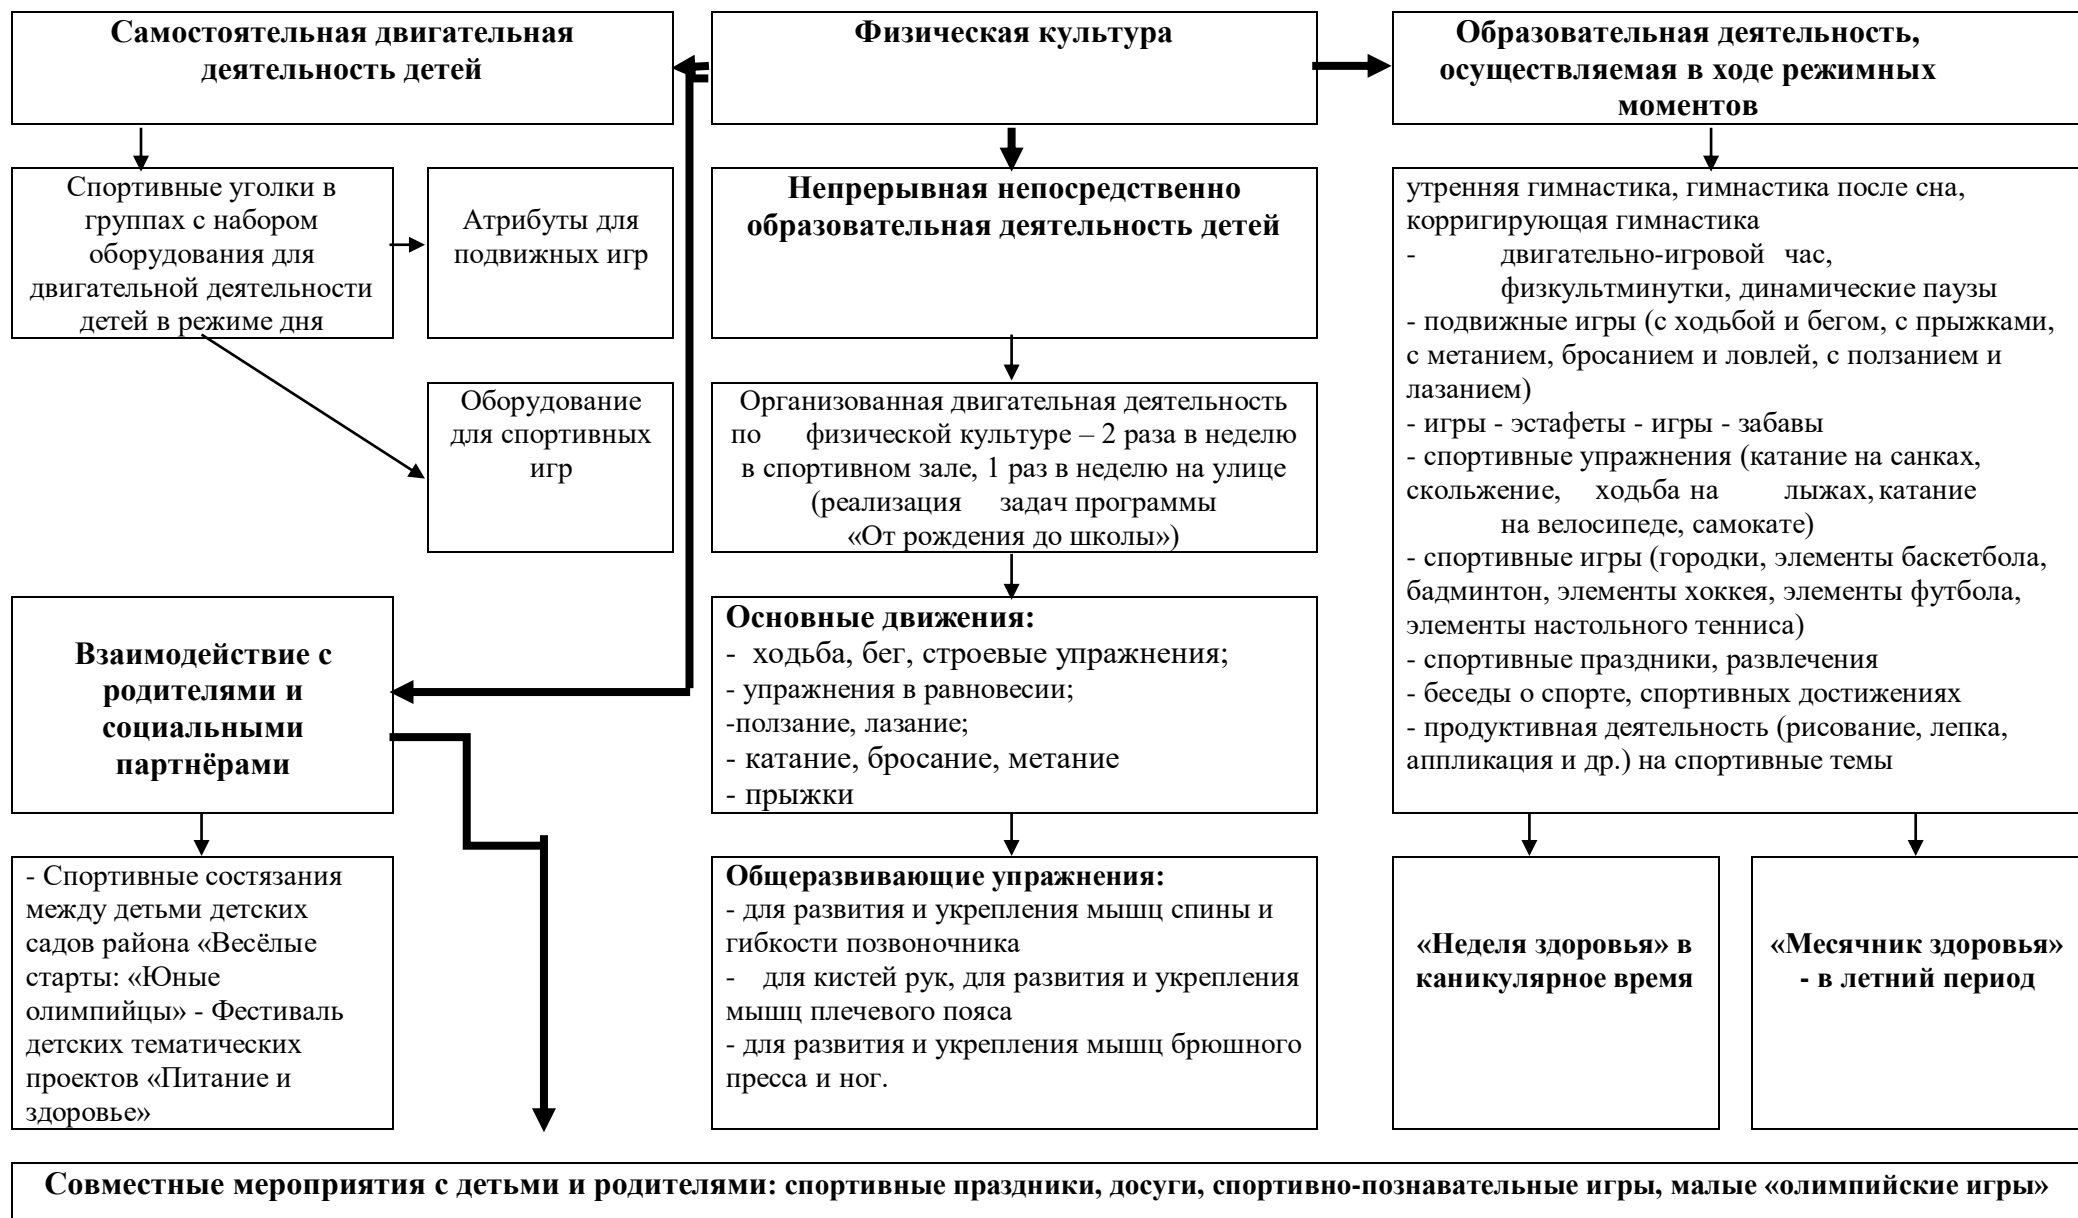 Самостоятельная двигательная
деятельность детей
Физическая культура
Образовательная деятельность,
осуществляемая в ходе режимных
моментов
Спортивные уголки в
группах с набором
оборудования для
двигательной деятельности
детей в режиме дня
Атрибуты для
подвижных игр
Оборудование
для спортивных
игр
Непрерывная непосредственно
образовательная деятельность детей
Организованная двигательная деятельность
по физической культуре – 2 раза в неделю
в спортивном зале, 1 раз в неделю на улице
(реализация задач программы
«От рождения до школы»)
утренняя гимнастика, гимнастика после сна,
корригирующая гимнастика
- двигательно-игровой час,
физкультминутки, динамические паузы
- подвижные игры (с ходьбой и бегом, с прыжками,
с метанием, бросанием и ловлей, с ползанием и
лазанием)
- игры - эстафеты - игры - забавы
- спортивные упражнения (катание на санках,
скольжение, ходьба на лыжах, катание
на велосипеде, самокате)
- спортивные игры (городки, элементы баскетбола,
бадминтон, элементы хоккея, элементы футбола,
элементы настольного тенниса)
- спортивные праздники, развлечения
- беседы о спорте, спортивных достижениях
- продуктивная деятельность (рисование, лепка,
аппликация и др.) на спортивные темы
Взаимодействие с
родителями и
социальными
партнёрами
Основные движения:
- ходьба, бег, строевые упражнения;
- упражнения в равновесии;
-ползание, лазание;
- катание, бросание, метание
- прыжки
- Спортивные состязания
между детьми детских
садов района «Весёлые
старты: «Юные
олимпийцы» - Фестиваль
детских тематических
проектов «Питание и
здоровье»
Общеразвивающие упражнения:
- для развития и укрепления мышц спины и
гибкости позвоночника
- для кистей рук, для развития и укрепления
мышц плечевого пояса
- для развития и укрепления мышц брюшного
пресса и ног.
«Неделя здоровья» в
каникулярное время
«Месячник здоровья»
- в летний период
Совместные мероприятия с детьми и родителями: спортивные праздники, досуги, спортивно-познавательные игры, малые «олимпийские игры»